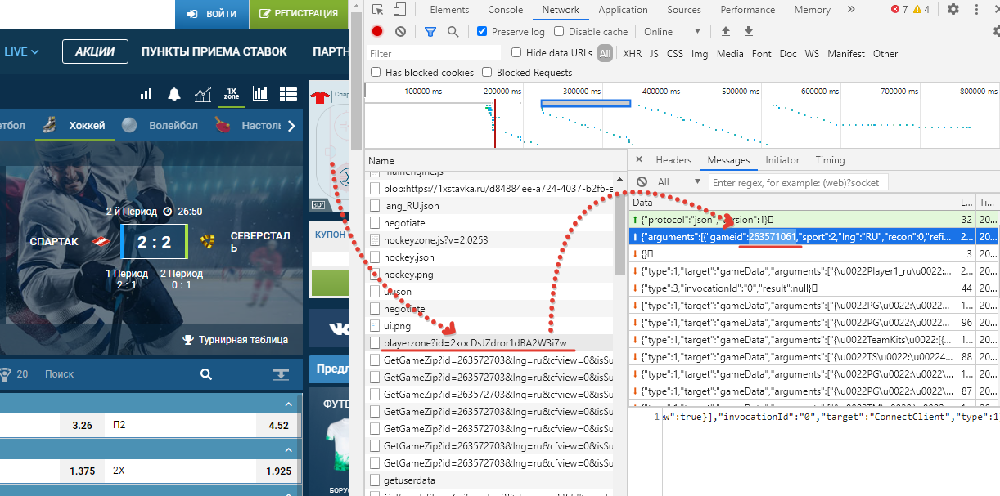 ВОЙТИ
РЕГИСТРАЦИЯ
LIVE
АКЦИИ
ПУНКТЫ ПРИЕМА СТАВОК
ПАРТН
1X
zone
етбол
Хоккей
Волейбол
Настоль
Спар
3D
2-й Период
26:50
СПАРТАК
2 : 2
СЕВЕРСТАЛ
Ь
1 Период
2 Период
2 : 1
0 : 1
Турнирная таблица
КУПОН
20
Поиск
Предл
ФУТЕ
БОРУС
3.26
П2
4.52
1.375
2X
1.925
Elements
Console
Network
Application
Sources
Performance
Memory
7
4
Preserve log
Disable cache
Online
Filter
Hide data URLs
All
XHR
JS
CSS
Img
Media
Font
Doc
WS
Manifest
Other
Has blocked cookies
Blocked Requests
100000 ms
200000 ms
300000 ms
400000 ms
500000 ms
600000 ms
700000 ms
800000 ms
Name
mainengine.js
blob:https://1xstavka.ru/d84884ee-a724-4037-b2f6-e
lang_RU.json
negotiate
hockeyzone.js?v=2.0253
hockey.json
hockey.png
ui.json
negotiate
ui.png
playerzone?id=2xocDsJZdror1dBA2W3i7w
GetGameZip?id=263572703&lng=ru&cfview=0&isSu
GetGameZip?id=263572703&lng=ru&cfview=0&isSu
GetGameZip?id=263572703&lng=ru&cfview=0&isSu
GetGameZip?id=263572703&lng=ru&cfview=0&isSu
GetGameZip?id=263572703&lng=ru&cfview=0&isSu
GetGameZip?id=263572703&lng=ru&cfview=0&isSu
GetGameZip?id=263572703&lng=ru&cfview=0&isSu
getuserdata
Headers
Messages
Initiator
Timing
All
Enter regex, for example: (web)?socket
Data
L...
Ti...
{"protocol":"json","version":1}
32
20...
{"arguments":[{"gameid":263571061,"sport":2,"lng":"RU","recon":0,"refi...
2...
20...
{}
3
20...
{"type":1,"target":"gameData","arguments":["{\u0022Player1_ru\u0022:...
2...
20...
{"type":3,"invocationId":"0","result":null}
44
20...
{"type":1,"target":"gameData","arguments":["{\u0022PG\u0022:\u0022...
1...
20...
{"type":1,"target":"gameData","arguments":["{\u0022PG\u0022:\u0022...
96
20...
{"type":1,"target":"gameData","arguments":["{\u0022TeamKits\u0022:[{...
1...
20...
{"type":1,"target":"gameData","arguments":["{\u0022TS\u0022:\u00224...
88
20...
{"type":1,"target":"gameData","arguments":["{\u0022PG\u0022:\u0022...
1...
20...
{"type":1,"target":"gameData","arguments":["{\u0022PG\u0022:\u0022...
87
20...
1
w":true}],"invocationId":"0","target":"ConnectClient","type":1